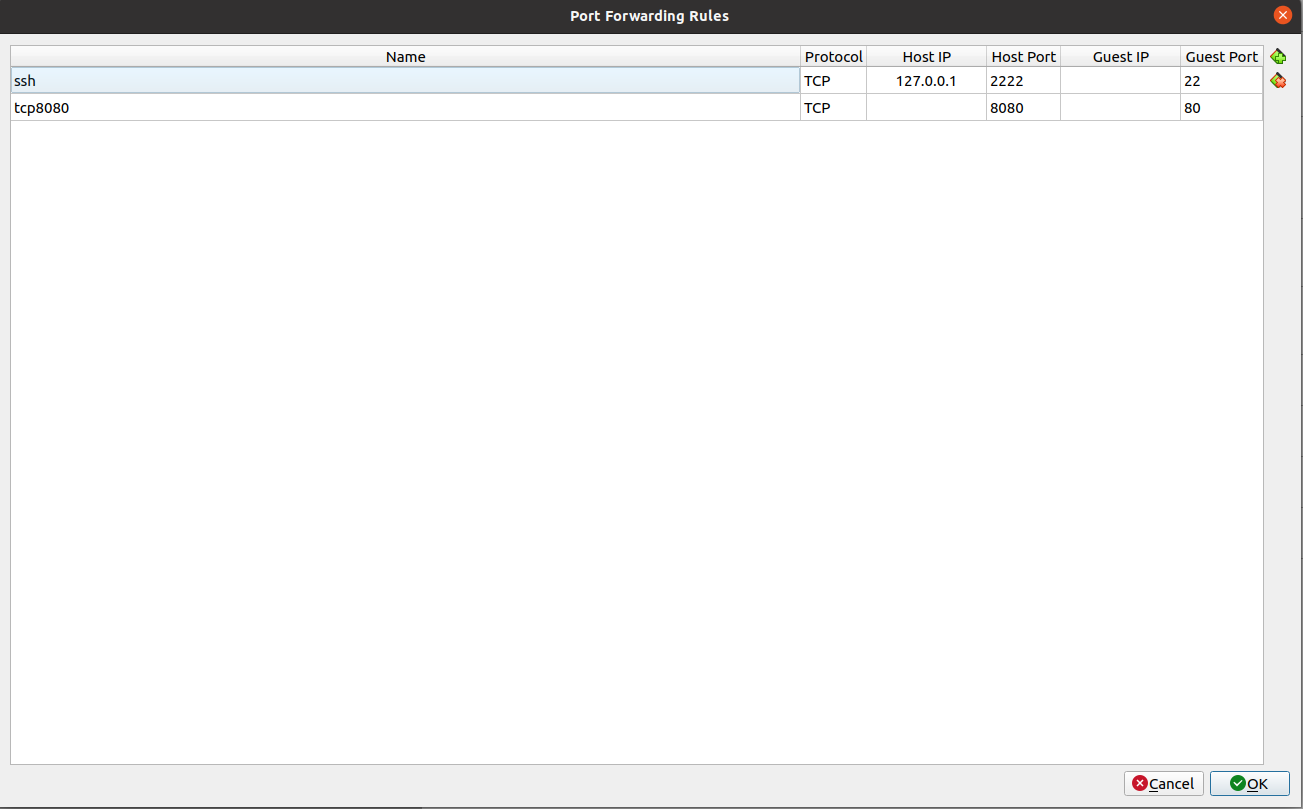 Port Forwarding Rules
Name Protocol Host IP Host Port Guest IP Guest Port
ssh TCP 127.0.0.1 2222 22
tcp8080 TCP 8080 80
Cancel OK